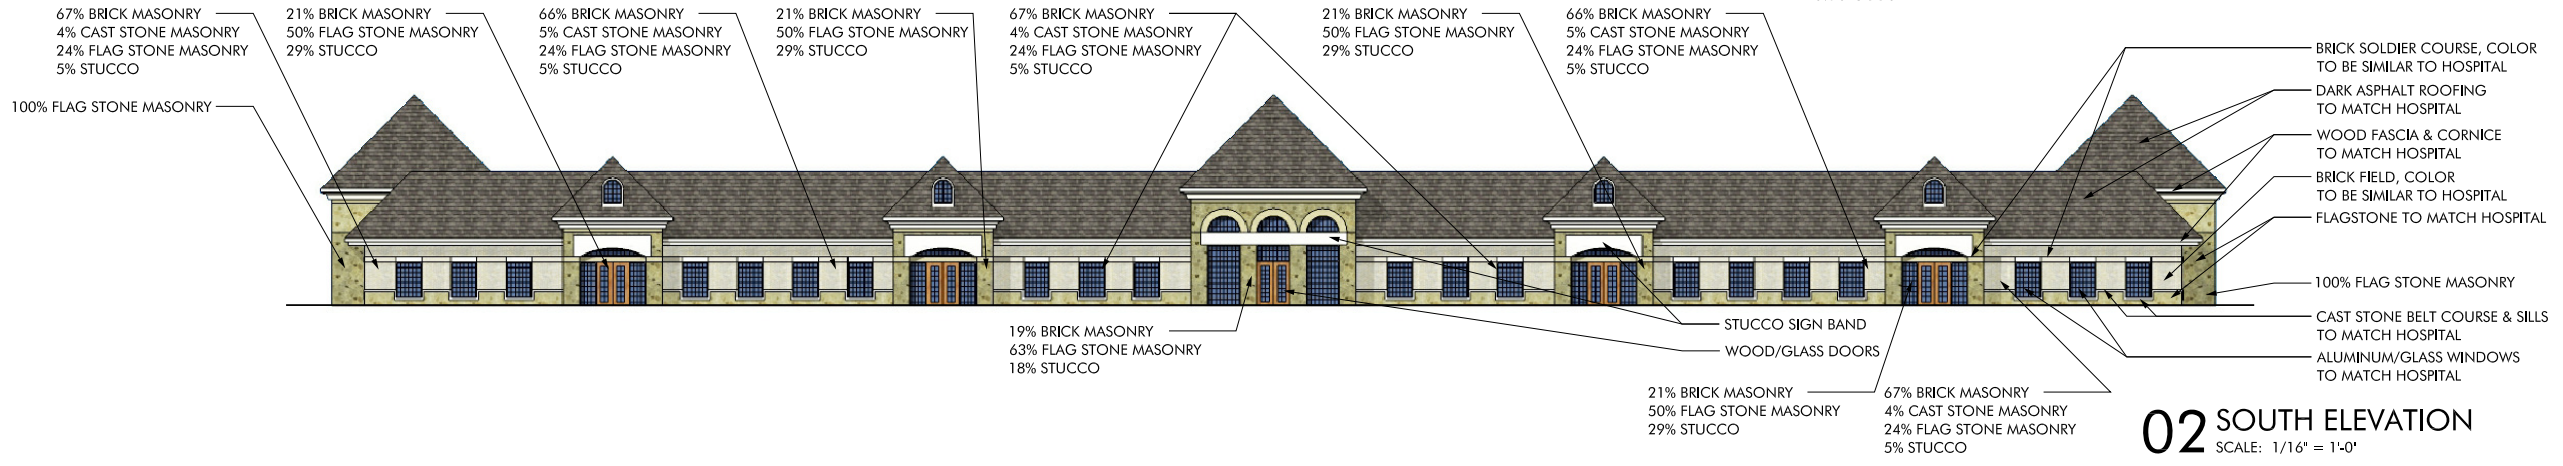 67% BRICK MASONRY
4% CAST STONE MASONRY
24% FLAG STONE MASONRY
5% STUCCO
21% BRICK MASONRY
50% FLAG STONE MASONRY
29% STUCCO
66% BRICK MASONRY
5% CAST STONE MASONRY
24% FLAG STONE MASONRY
5% STUCCO
21% BRICK MASONRY
50% FLAG STONE MASONRY
29% STUCCO
67% BRICK MASONRY
4% CAST STONE MASONRY
24% FLAG STONE MASONRY
5% STUCCO
21% BRICK MASONRY
50% FLAG STONE MASONRY
29% STUCCO
66% BRICK MASONRY
5% CAST STONE MASONRY
24% FLAG STONE MASONRY
5% STUCCO
100% FLAG STONE MASONRY
BRICK SOLDIER COURSE, COLOR
TO BE SIMILAR TO HOSPITAL
DARK ASPHALT ROOFING
TO MATCH HOSPITAL
WOOD FASCIA & CORNICE
TO MATCH HOSPITAL
BRICK FIELD, COLOR
TO BE SIMILAR TO HOSPITAL
FLAGSTONE TO MATCH HOSPITAL
100% FLAG STONE MASONRY
CAST STONE BELT COURSE & SILLS
TO MATCH HOSPITAL
ALUMINUM/GLASS WINDOWS
TO MATCH HOSPITAL
19% BRICK MASONRY
63% FLAG STONE MASONRY
18% STUCCO
STUCCO SIGN BAND
WOOD/GLASS DOORS
21% BRICK MASONRY
50% FLAG STONE MASONRY
29% STUCCO
67% BRICK MASONRY
4% CAST STONE MASONRY
24% FLAG STONE MASONRY
5% STUCCO
02 SOUTH ELEVATION
SCALE: 1/16" = 1'-0"